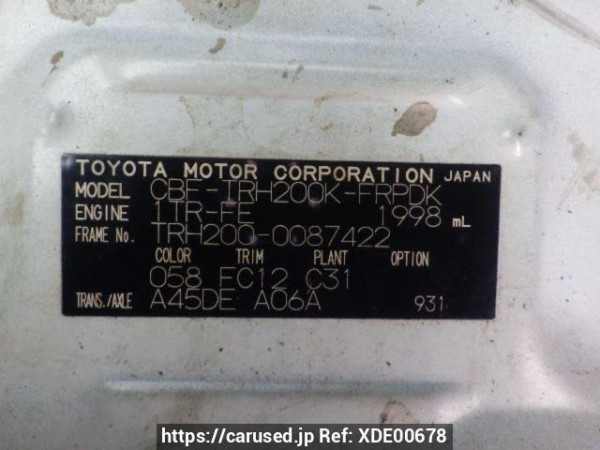 TOYOTA MOTOR CORPORATION JAPAN
MODEL CBF-TRH200K-FRPDK
ENGINE 1TR-FE 1998 mL
FRAME No. TRH200-0087422
COLOR TRIM PLANT OPTION
058 FC12 C31
TRANS./AXLE A45DE A06A 931
https://carused.jp Ref: XDE00678